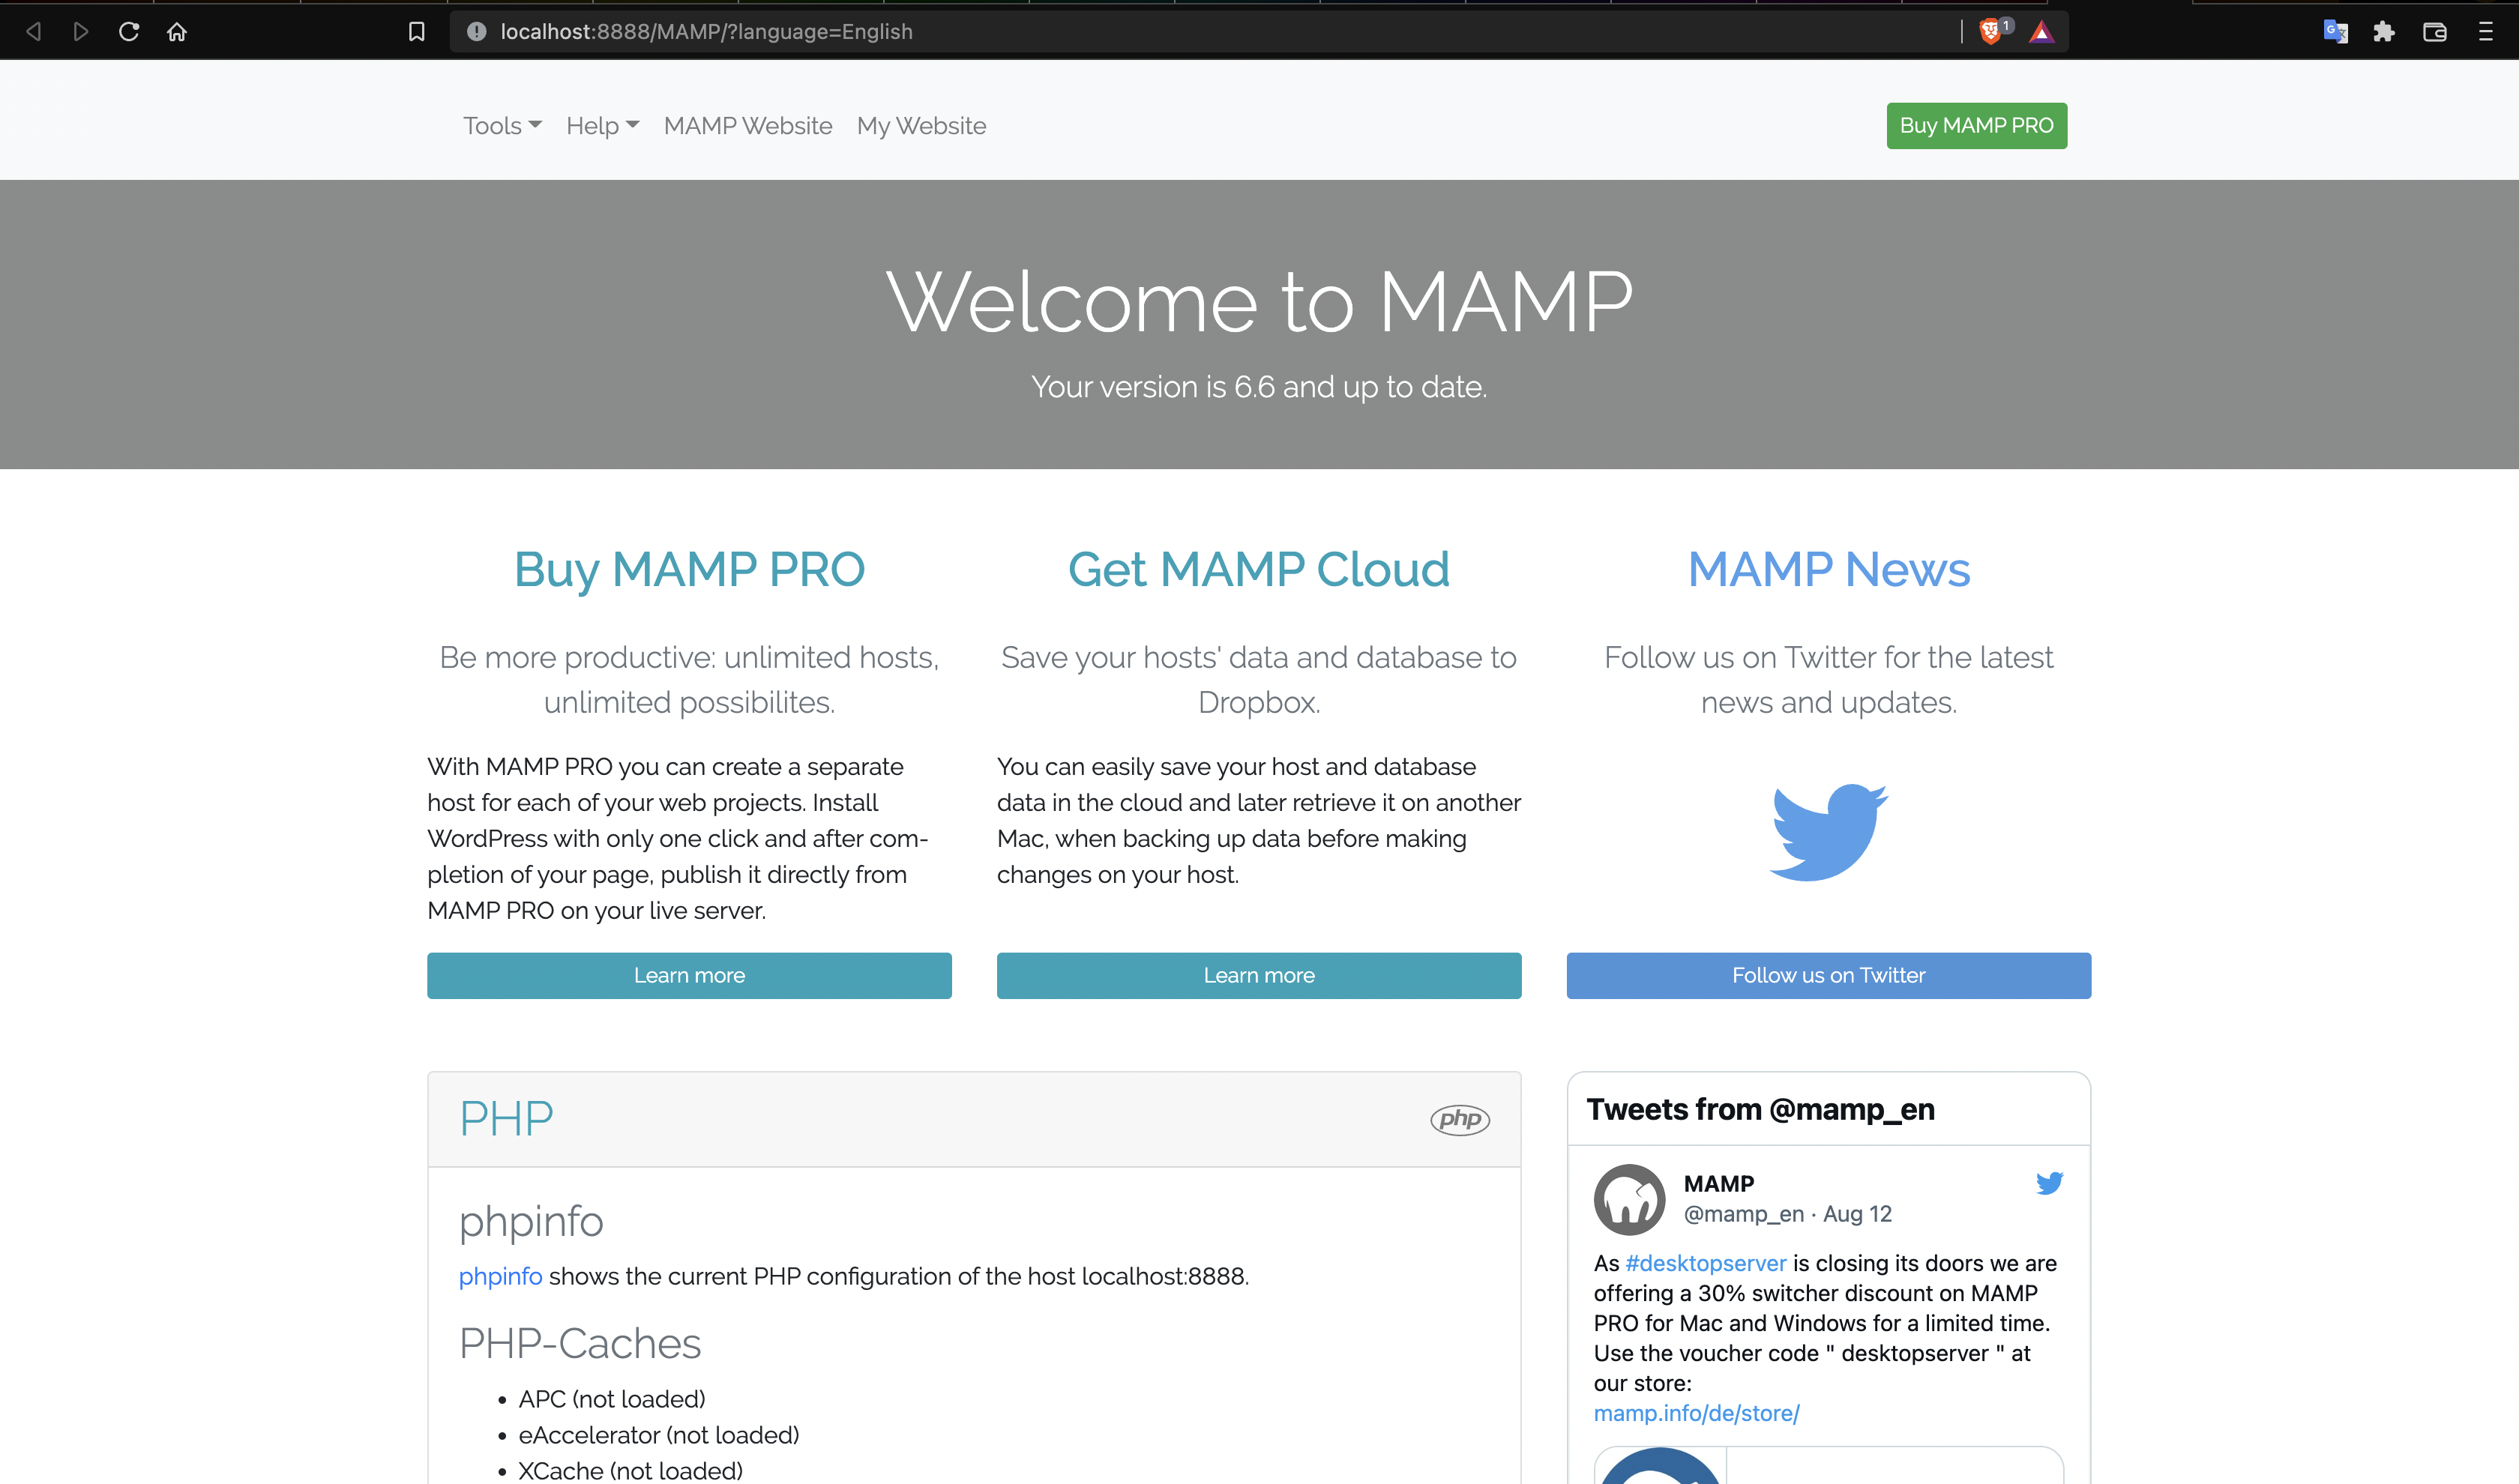 localhost:8888/MAMP/?language=English
1
Tools
Help
MAMP Website
My Website
Buy MAMP PRO
Welcome to MAMP
Your version is 6.6 and up to date.
Buy MAMP PRO
Be more productive: unlimited hosts,
unlimited possibilites.
With MAMP PRO you can create a separate
host for each of your web projects. Install
WordPress with only one click and after com-
pletion of your page, publish it directly from
MAMP PRO on your live server.
Learn more
Get MAMP Cloud
Save your hosts' data and database to
Dropbox.
You can easily save your host and database
data in the cloud and later retrieve it on another
Mac, when backing up data before making
changes on your host.
Learn more
MAMP News
Follow us on Twitter for the latest
news and updates.
Follow us on Twitter
PHP
php
phpinfo
phpinfo shows the current PHP configuration of the host localhost:8888.
PHP-Caches
• APC (not loaded)
• eAccelerator (not loaded)
• XCache (not loaded)
Tweets from @mamp_en
MAMP
@mamp_en · Aug 12
As #desktopserver is closing its doors we are
offering a 30% switcher discount on MAMP
PRO for Mac and Windows for a limited time.
Use the voucher code " desktopserver " at
our store:
mamp.info/de/store/